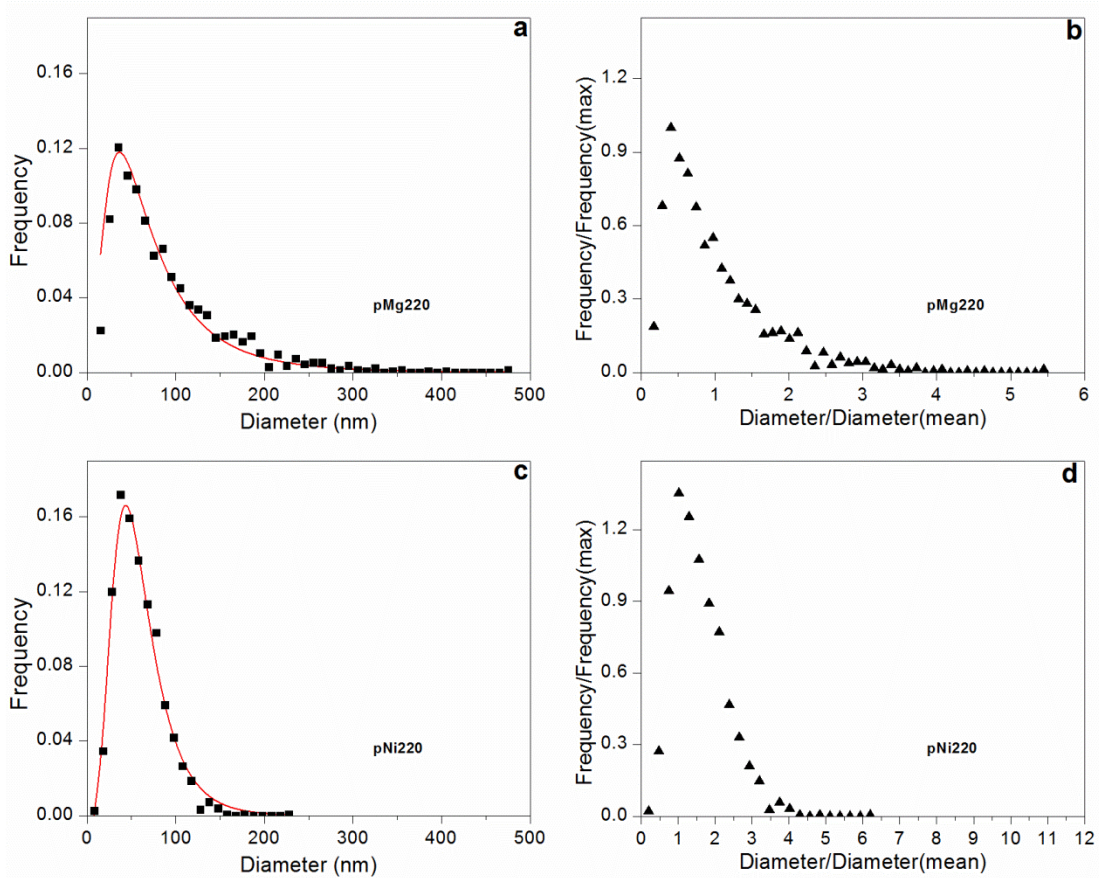 a
0.16
0.12
0.08
0.04
0.00
Frequency
pMg220
0 100 200 300 400 500
Diameter (nm)
b
1.2
0.9
0.6
0.3
0.0
Frequency/Frequency(max)
pMg220
0 1 2 3 4 5 6
Diameter/Diameter(mean)
c
0.16
0.12
0.08
0.04
0.00
Frequency
pNi220
0 100 200 300 400 500
Diameter (nm)
d
1.2
0.9
0.6
0.3
0.0
Frequency/Frequency(max)
pNi220
0 1 2 3 4 5 6 7 8 9 10 11 12
Diameter/Diameter(mean)